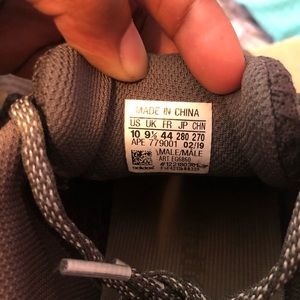 MADE IN CHINA
US UK FR JP CHN
10 9½ 44 280 270
APE 779001 02/19
MALE/MALE
ART EG6860
adidas